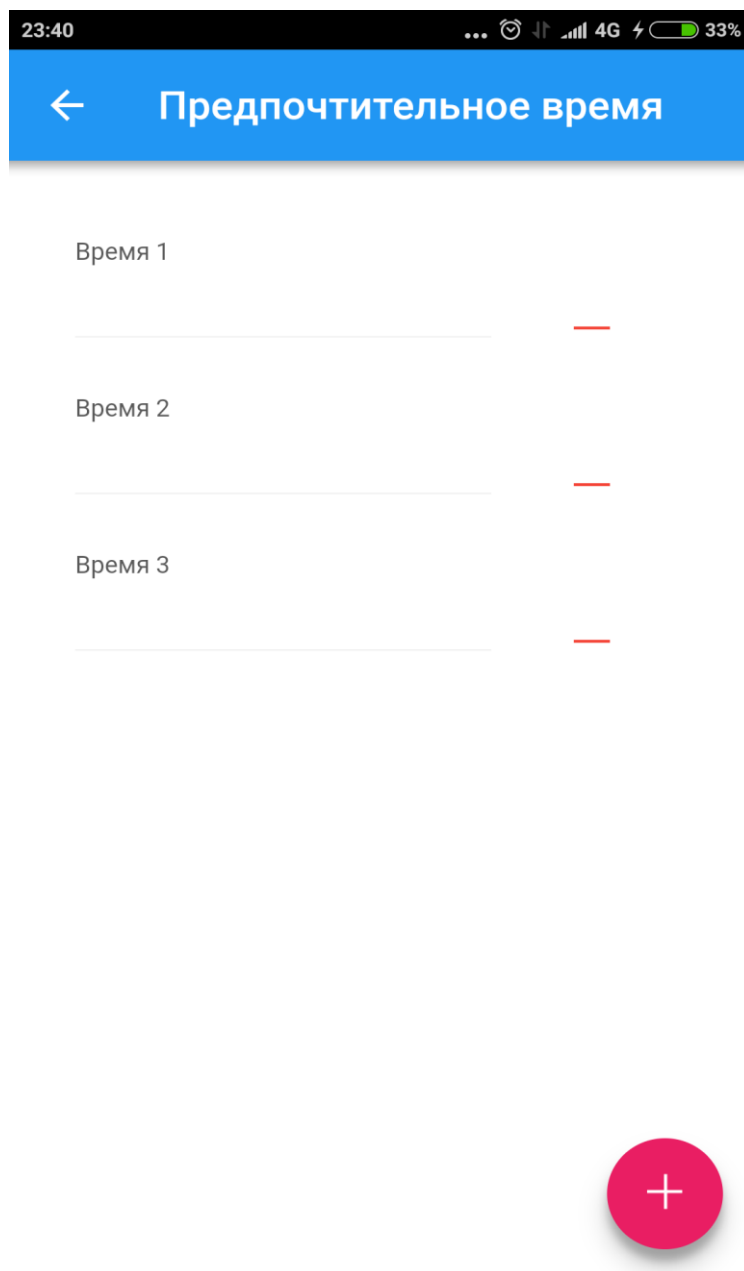 23:40 ... 4G 33%
Предпочтительное время
Время 1
Время 2
Время 3